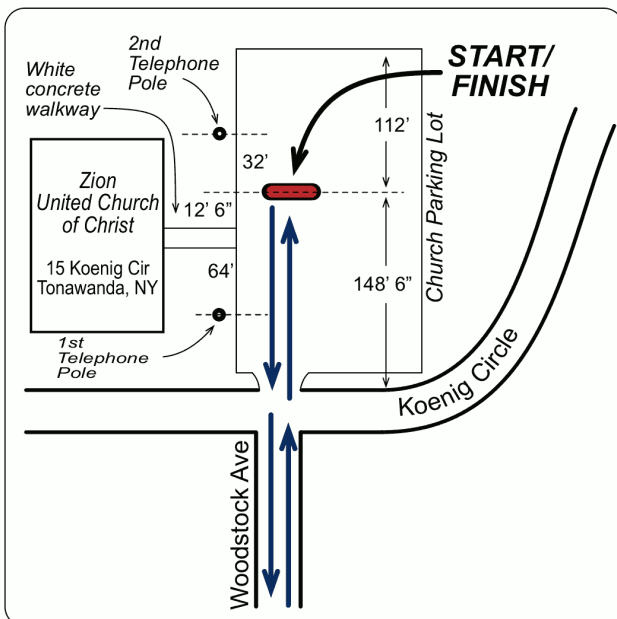 2nd
Telephone
Pole
White
concrete
walkway
START/
FINISH
112’
32’
Church Parking Lot
Zion
United Church
of Christ
15 Koenig Cir
Tonawanda, NY
12’ 6”
64’
148’ 6”
1st
Telephone
Pole
Koenig Circle
Woodstock Ave